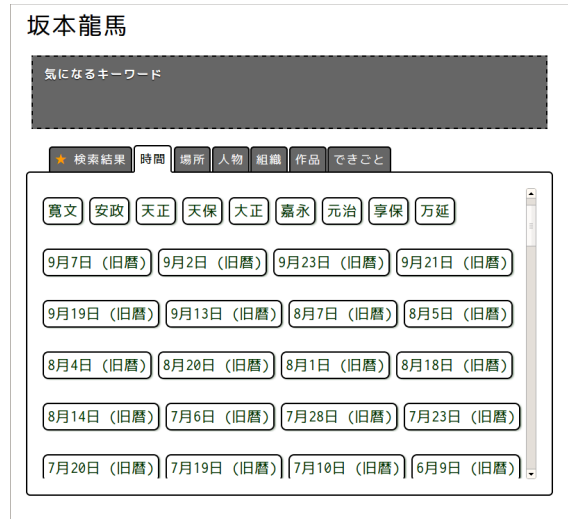 坂本龍馬
気になるキーワード
★ 検索結果 時間 場所 人物 組織 作品 できごと
寛文 安政 天正 天保 大正 嘉永 元治 享保 万延
9月7日 (旧暦) 9月2日 (旧暦) 9月23日 (旧暦) 9月21日 (旧暦)
9月19日 (旧暦) 9月13日 (旧暦) 8月7日 (旧暦) 8月5日 (旧暦)
8月4日 (旧暦) 8月20日 (旧暦) 8月1日 (旧暦) 8月18日 (旧暦)
8月14日 (旧暦) 7月6日 (旧暦) 7月28日 (旧暦) 7月23日 (旧暦)
7月20日 (旧暦) 7月19日 (旧暦) 7月10日 (旧暦) 6月9日 (旧暦)